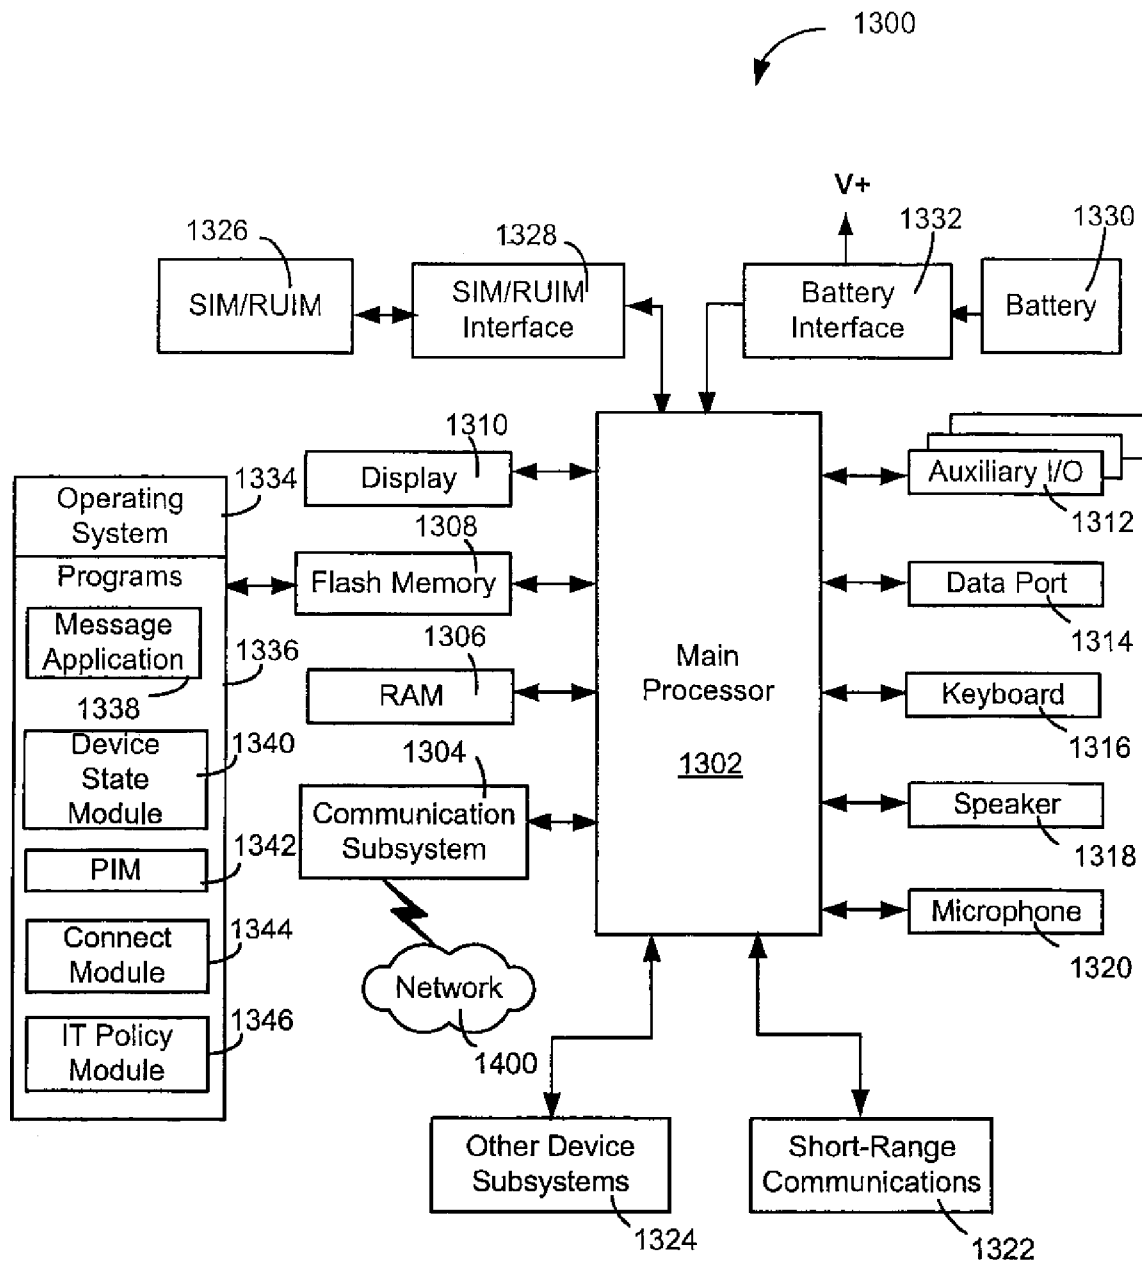 1300
V+
1326
1328
1332
1330
SIM/RUIM
SIM/RUIM
Interface
Battery
Interface
Battery
1310
Display
Auxiliary I/O
1312
1334
Operating
System
1308
Flash Memory
Data Port
1314
Programs
Message
Application
1336
1338
1306
RAM
Main
Processor
1302
Keyboard
1316
Device
State
Module
1340
1304
Communication
Subsystem
Speaker
1318
PIM
1342
Connect
Module
1344
Network
1400
Microphone
1320
IT Policy
Module
1346
Other Device
Subsystems
1324
Short-Range
Communications
1322